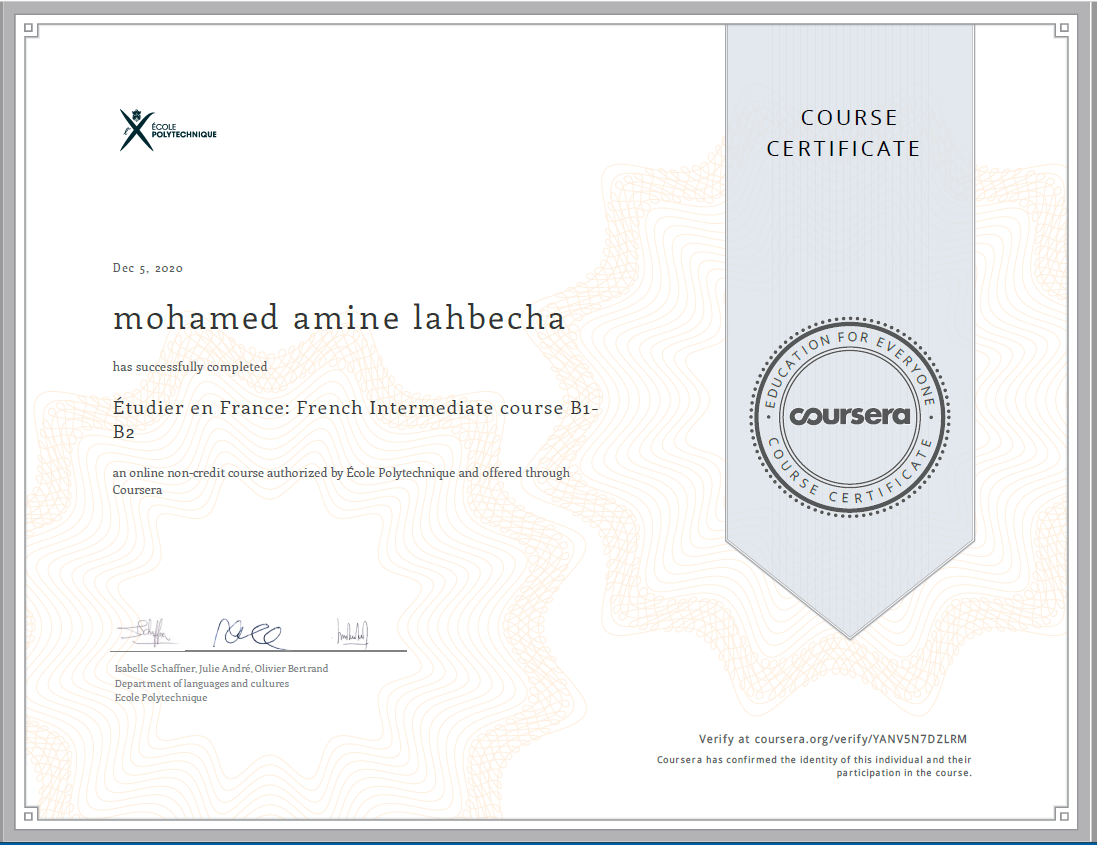 ÉCOLE
POLYTECHNIQUE
COURSE
CERTIFICATE
Dec 5, 2020
mohamed amine lahbecha
has successfully completed
Étudier en France: French Intermediate course B1-
B2
an online non-credit course authorized by École Polytechnique and offered through
Coursera
EDUCATION FOR EVERYONE
coursera
COURSE CERTIFICATE
Isabelle Schaffner, Julie André, Olivier Bertrand
Department of languages and cultures
Ecole Polytechnique
Verify at coursera.org/verify/YANV5N7DZLRM
Coursera has confirmed the identity of this individual and their
participation in the course.